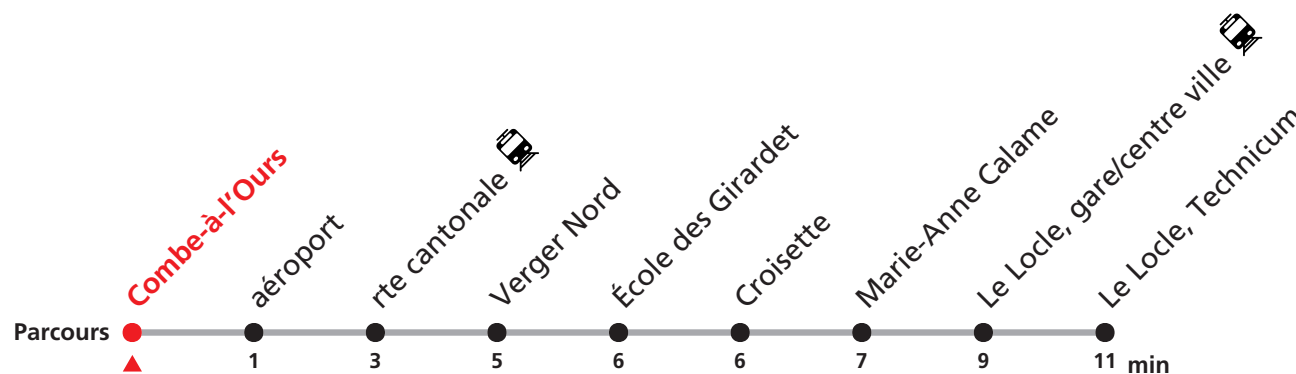 Combe-à-l'Ours
aéroport
rte cantonale
Verger Nord
École des Girardet
Croisette
Marie-Anne Calame
Le Locle, gare/centre ville
Le Locle, Technicum
Parcours
1 3 5 6 6 7 9 11 min